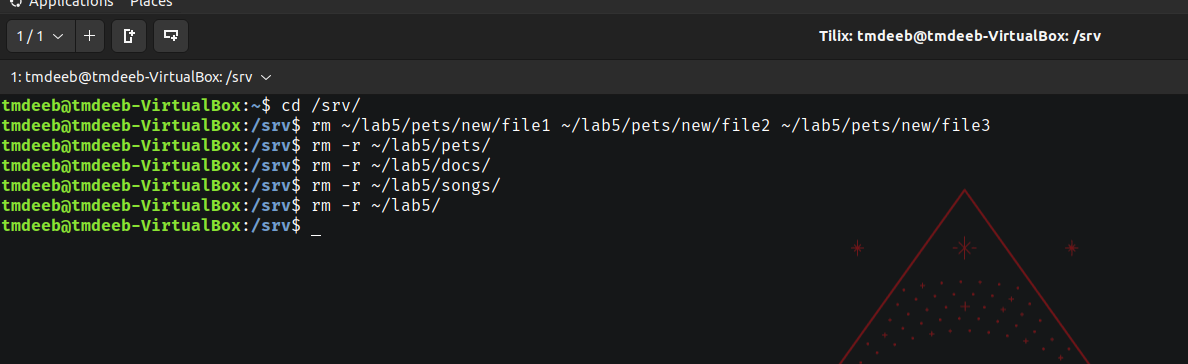 Applications Places
1 / 1
Tilix: tmdeeb@tmdeeb-VirtualBox: /srv
1: tmdeeb@tmdeeb-VirtualBox: /srv
tmdeeb@tmdeeb-VirtualBox:~$ cd /srv/
tmdeeb@tmdeeb-VirtualBox:/srv$ rm ~/lab5/pets/new/file1 ~/lab5/pets/new/file2 ~/lab5/pets/new/file3
tmdeeb@tmdeeb-VirtualBox:/srv$ rm -r ~/lab5/pets/
tmdeeb@tmdeeb-VirtualBox:/srv$ rm -r ~/lab5/docs/
tmdeeb@tmdeeb-VirtualBox:/srv$ rm -r ~/lab5/songs/
tmdeeb@tmdeeb-VirtualBox:/srv$ rm -r ~/lab5/
tmdeeb@tmdeeb-VirtualBox:/srv$ _